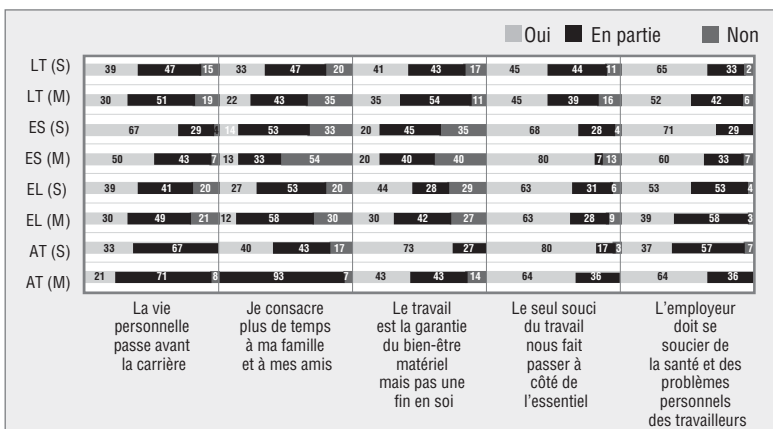 Oui En partie Non
LT (S) 39 47 15 33 47 20 41 43 17 45 44 11 65 33 2
LT (M) 30 51 19 22 43 35 35 54 11 45 39 16 52 42 6
ES (S) 67 29 4 14 53 33 20 45 35 68 28 4 71 29
ES (M) 50 43 7 13 33 54 20 40 40 80 7 13 60 33 7
EL (S) 39 41 20 27 53 20 44 28 29 63 31 6 53 53 4
EL (M) 30 49 21 12 58 30 30 42 27 63 28 9 39 58 3
AT (S) 33 67 40 43 17 73 27 80 17 3 37 57 7
AT (M) 21 71 8 93 7 43 43 14 64 36 64 36
La vie
personnelle
passe avant
la carrière
Je consacre
plus de temps
à ma famille
et à mes amis
Le travail
est la garantie
du bien-être
matériel
mais pas une
fin en soi
Le seul souci
du travail
nous fait
passer à
côté de
l'essentiel
L'employeur
doit se
soucier de
la santé et des
problèmes
personnels
des travailleurs